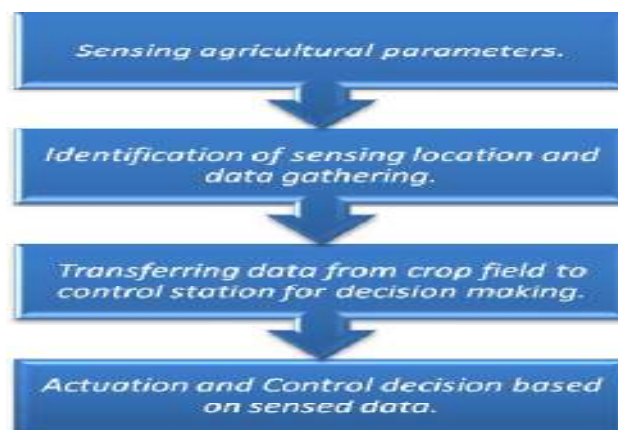 Sensing agricultural parameters.
Identification of sensing location and
data gathering.
Transferring data from crop field to
control station for decision making.
Actuation and Control decision based
on sensed data.